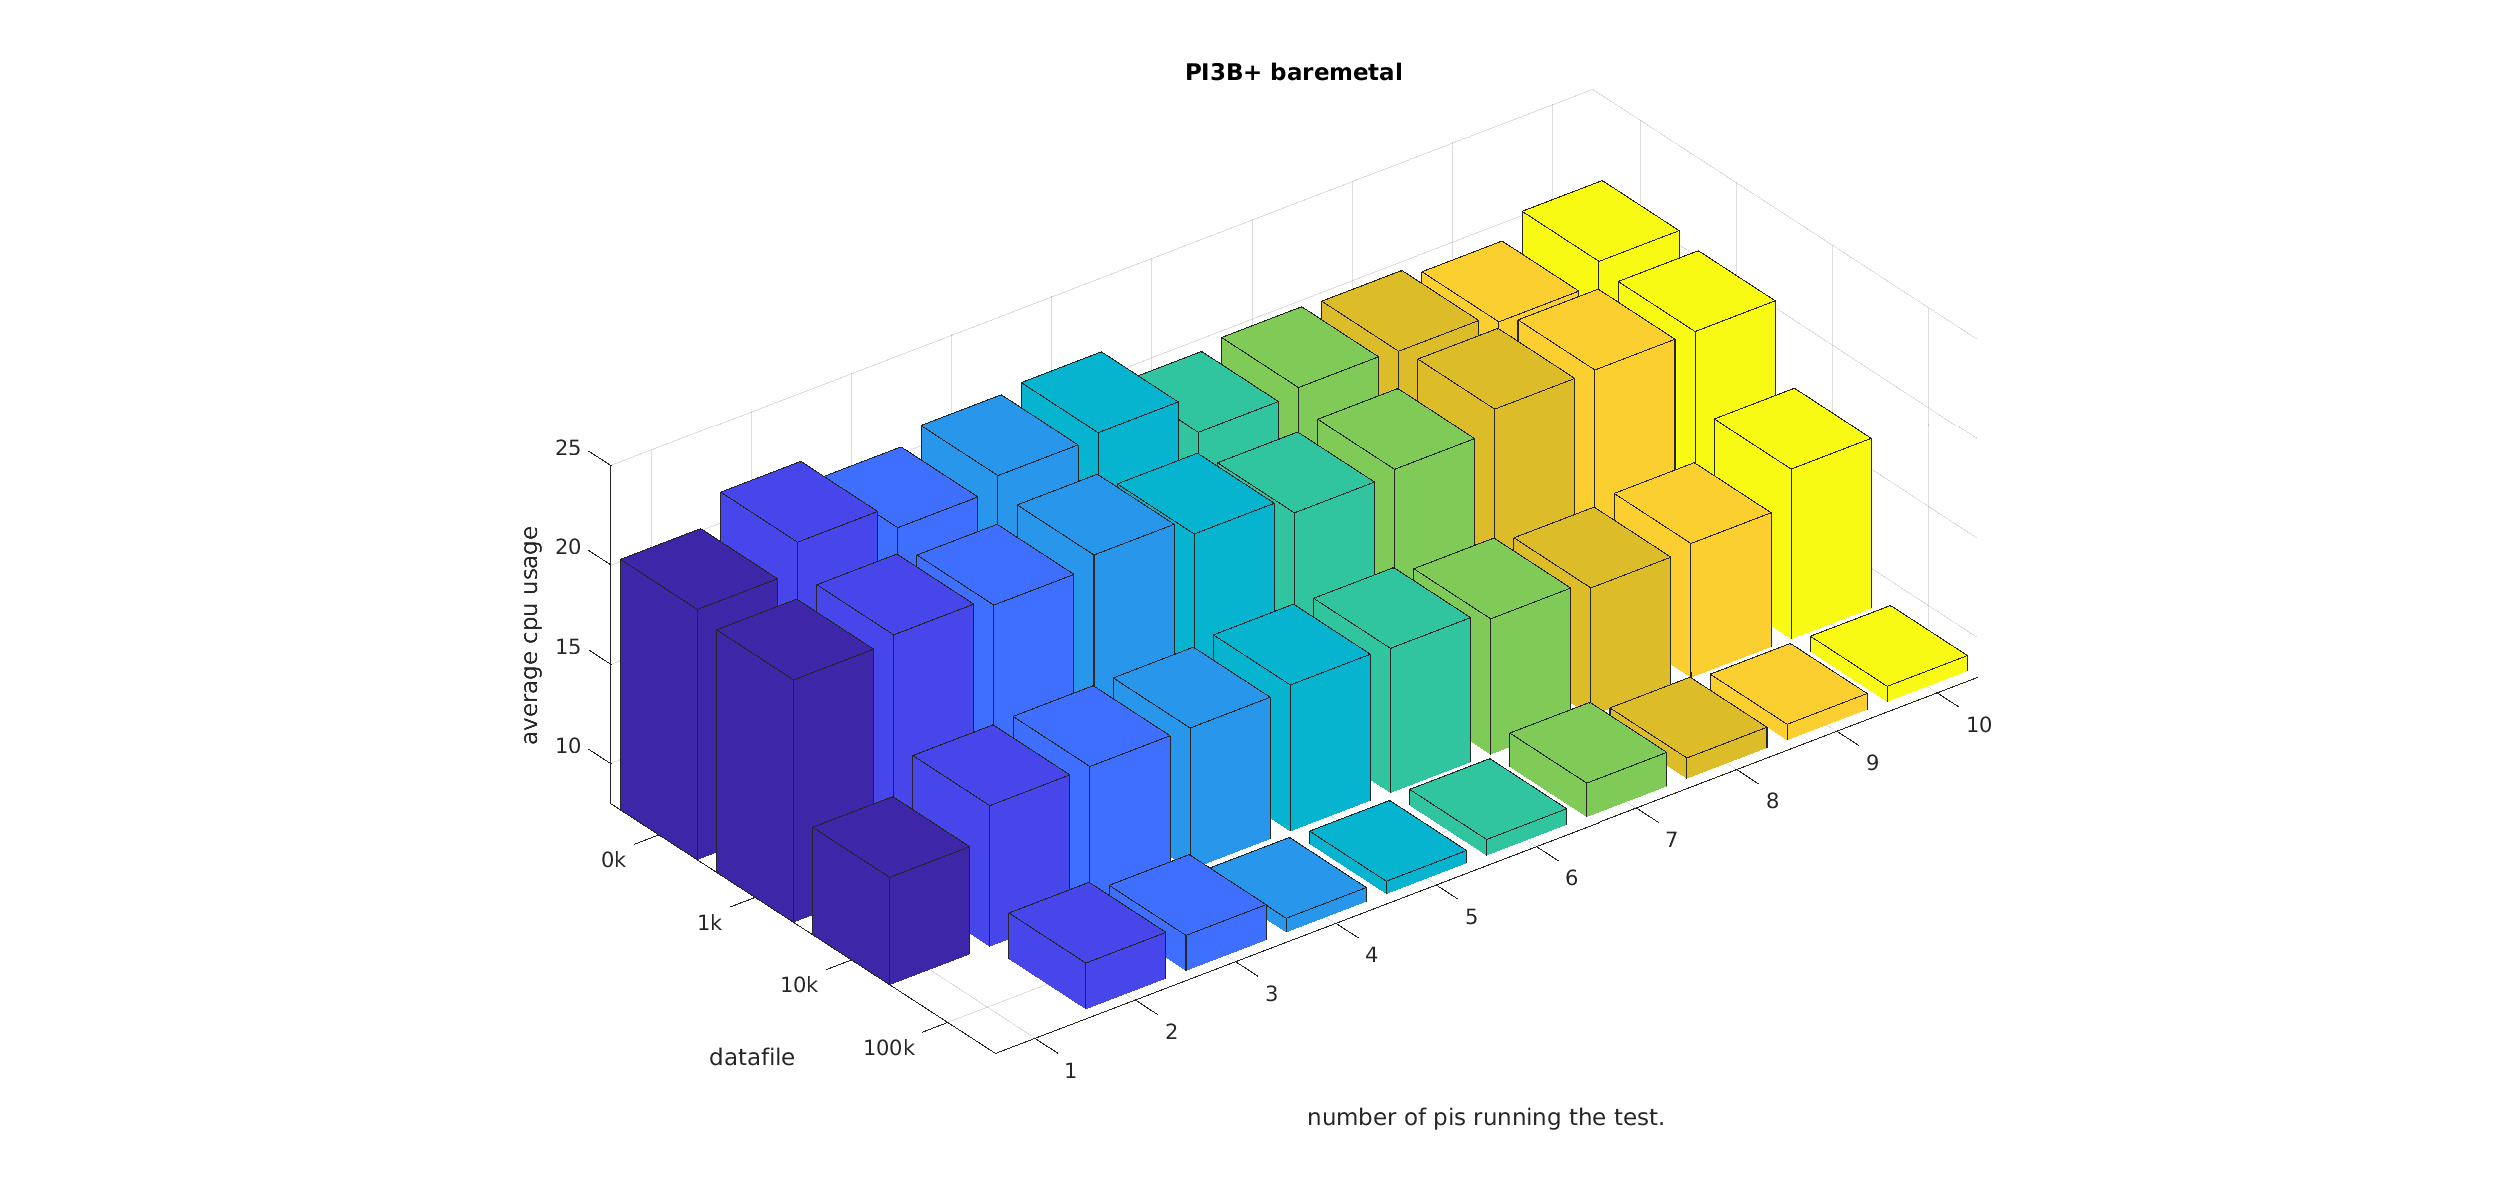 PI3B+ baremetal
25
20
15
10
average cpu usage
0k
1k
10k
100k
datafile
1
2
3
4
5
6
7
8
9
10
number of pis running the test.